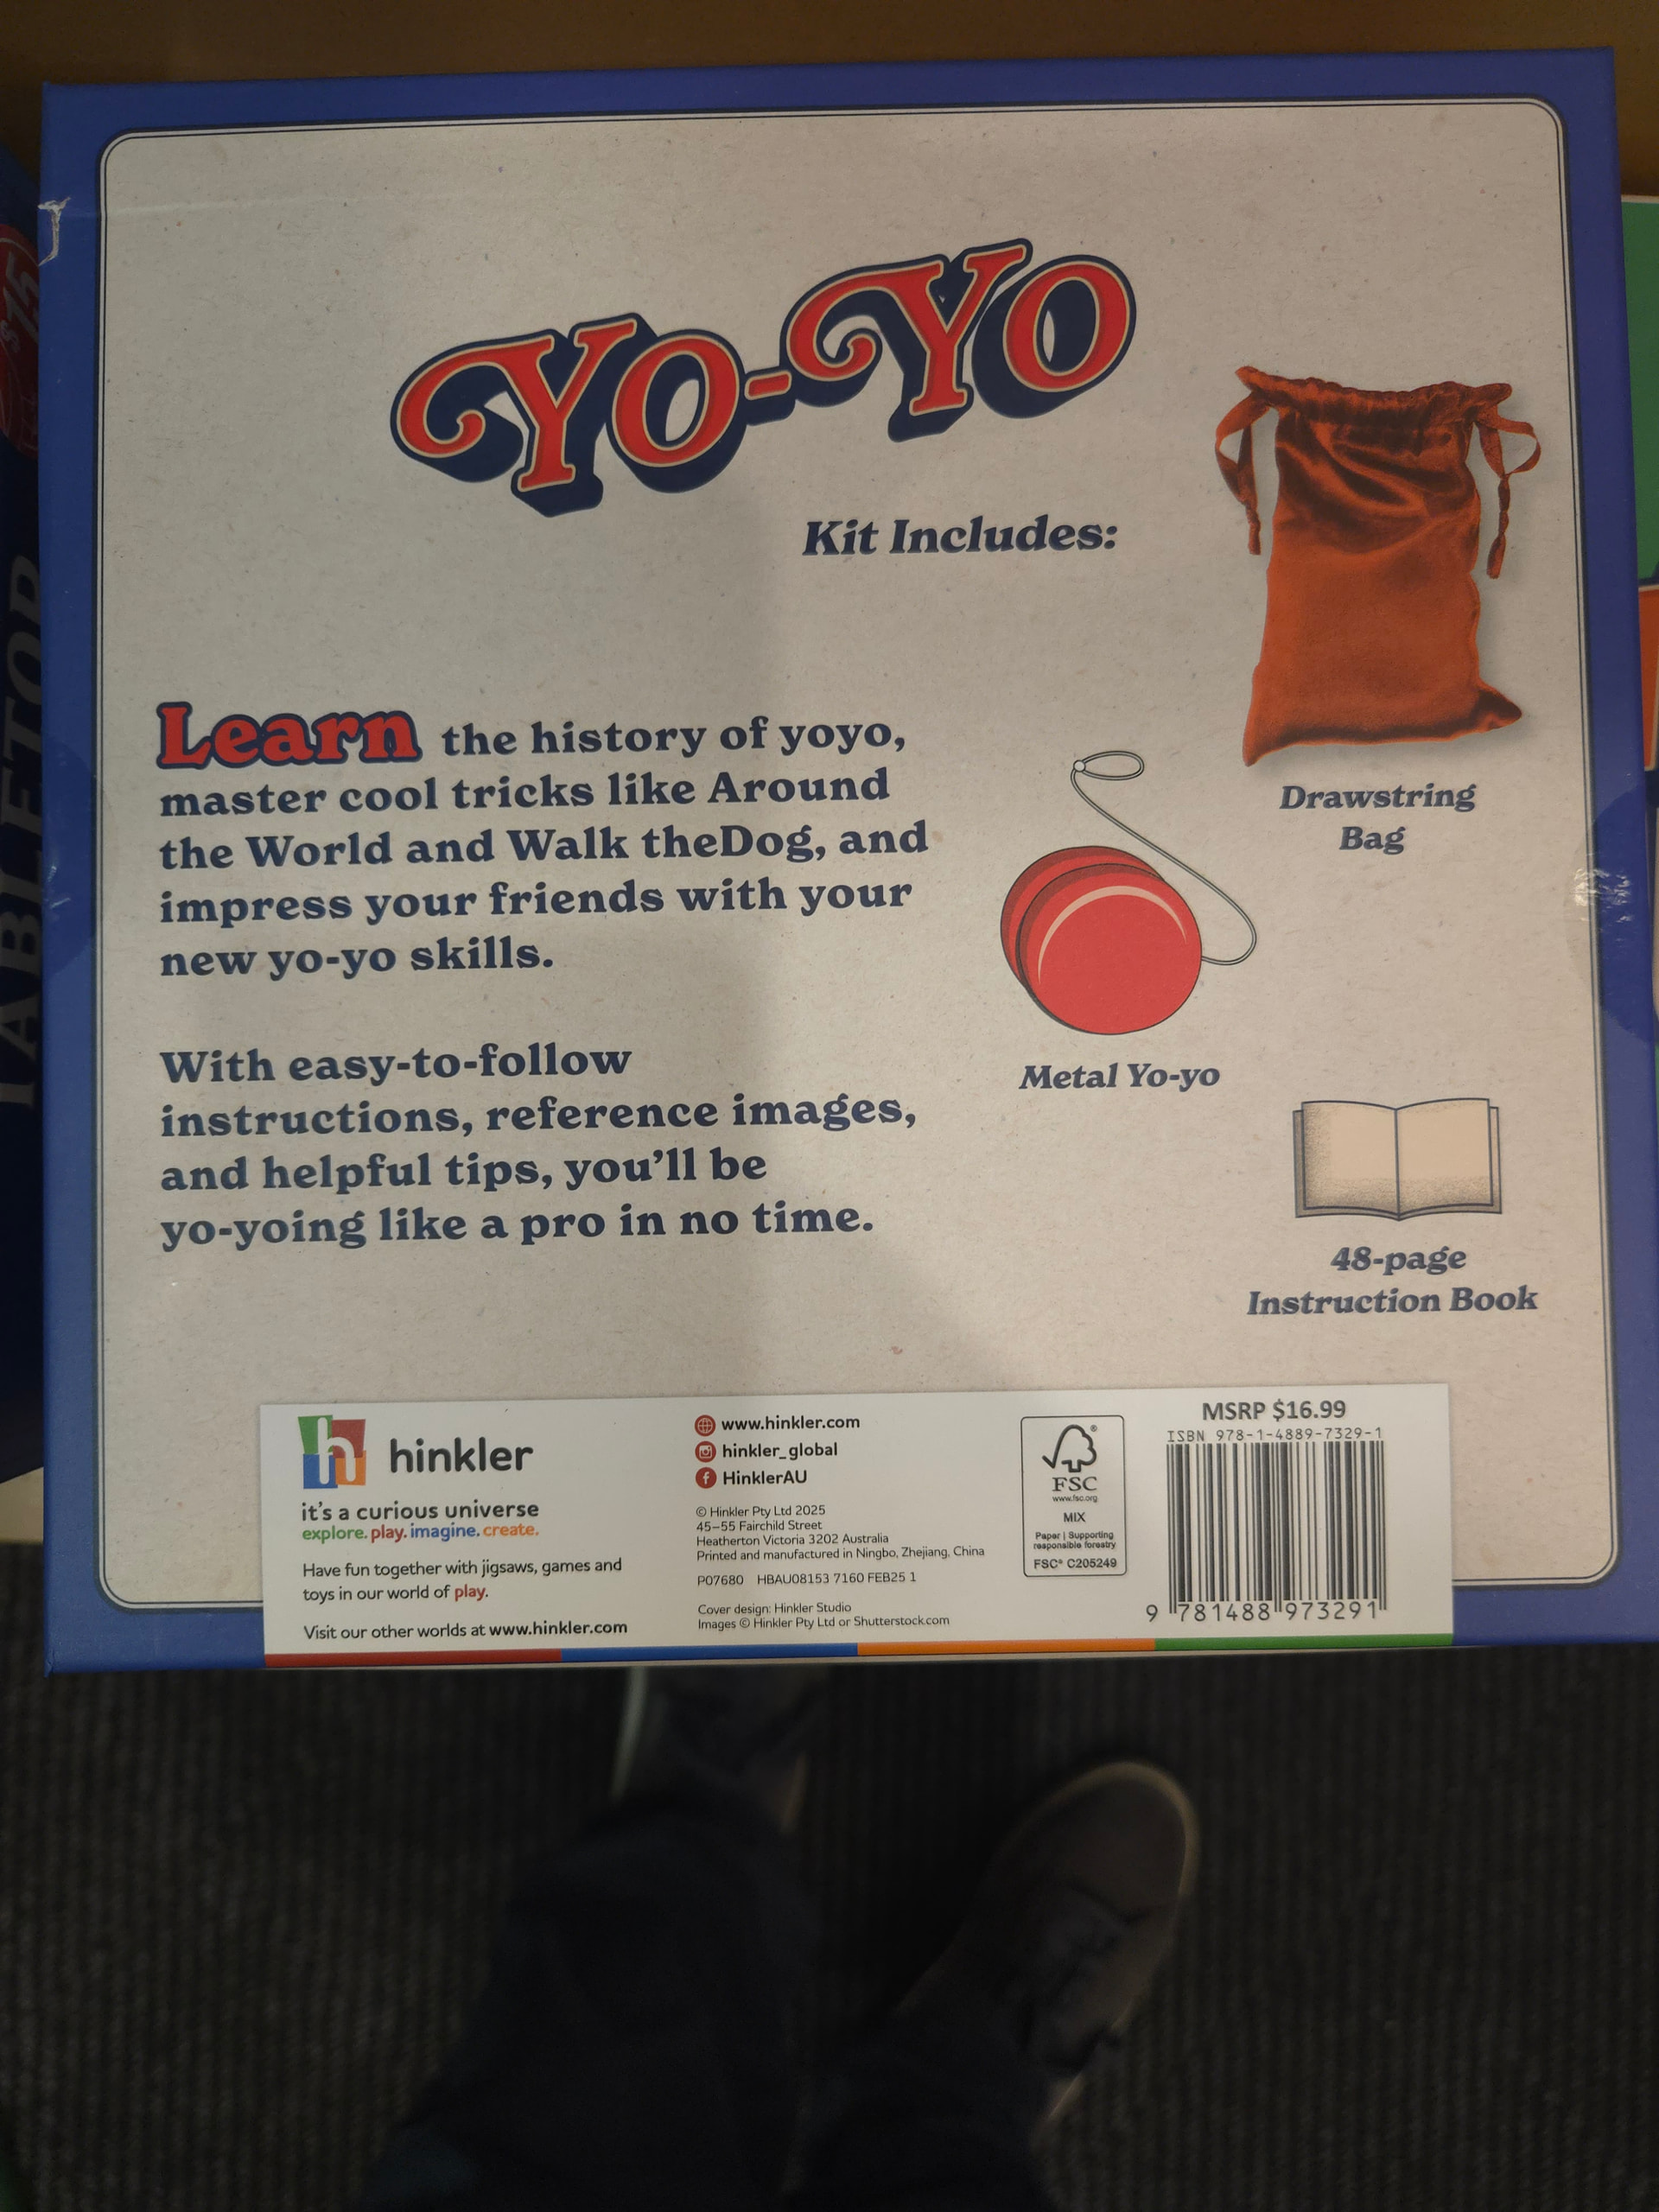 Yo-Yo
Kit Includes:
Learn the history of yoyo,
master cool tricks like Around
the World and Walk theDog, and
impress your friends with your
new yo-yo skills.
With easy-to-follow
instructions, reference images,
and helpful tips, you'll be
yo-yoing like a pro in no time.
Drawstring
Bag
Metal Yo-yo
48-page
Instruction Book
h hinkler
it's a curious universe
explore. play. imagine. create.
Have fun together with jigsaws, games and
toys in our world of play.
Visit our other worlds at www.hinkler.com
www.hinkler.com
hinkler_global
f HinklerAU
© Hinkler Pty Ltd 2025
45–55 Fairchild Street
Heatherton Victoria 3202 Australia
Printed and manufactured in Ningbo, Zhejiang, China
P07680 HBAU08153 7160 FEB25 1
Cover design: Hinkler Studio
Images © Hinkler Pty Ltd or Shutterstock.com
®
FSC
www.fsc.org
MIX
Paper | Supporting
responsible forestry
FSC® C205249
MSRP $16.99
ISBN 978-1-4889-7329-1
9 781488 973291
TABLETOP
$15